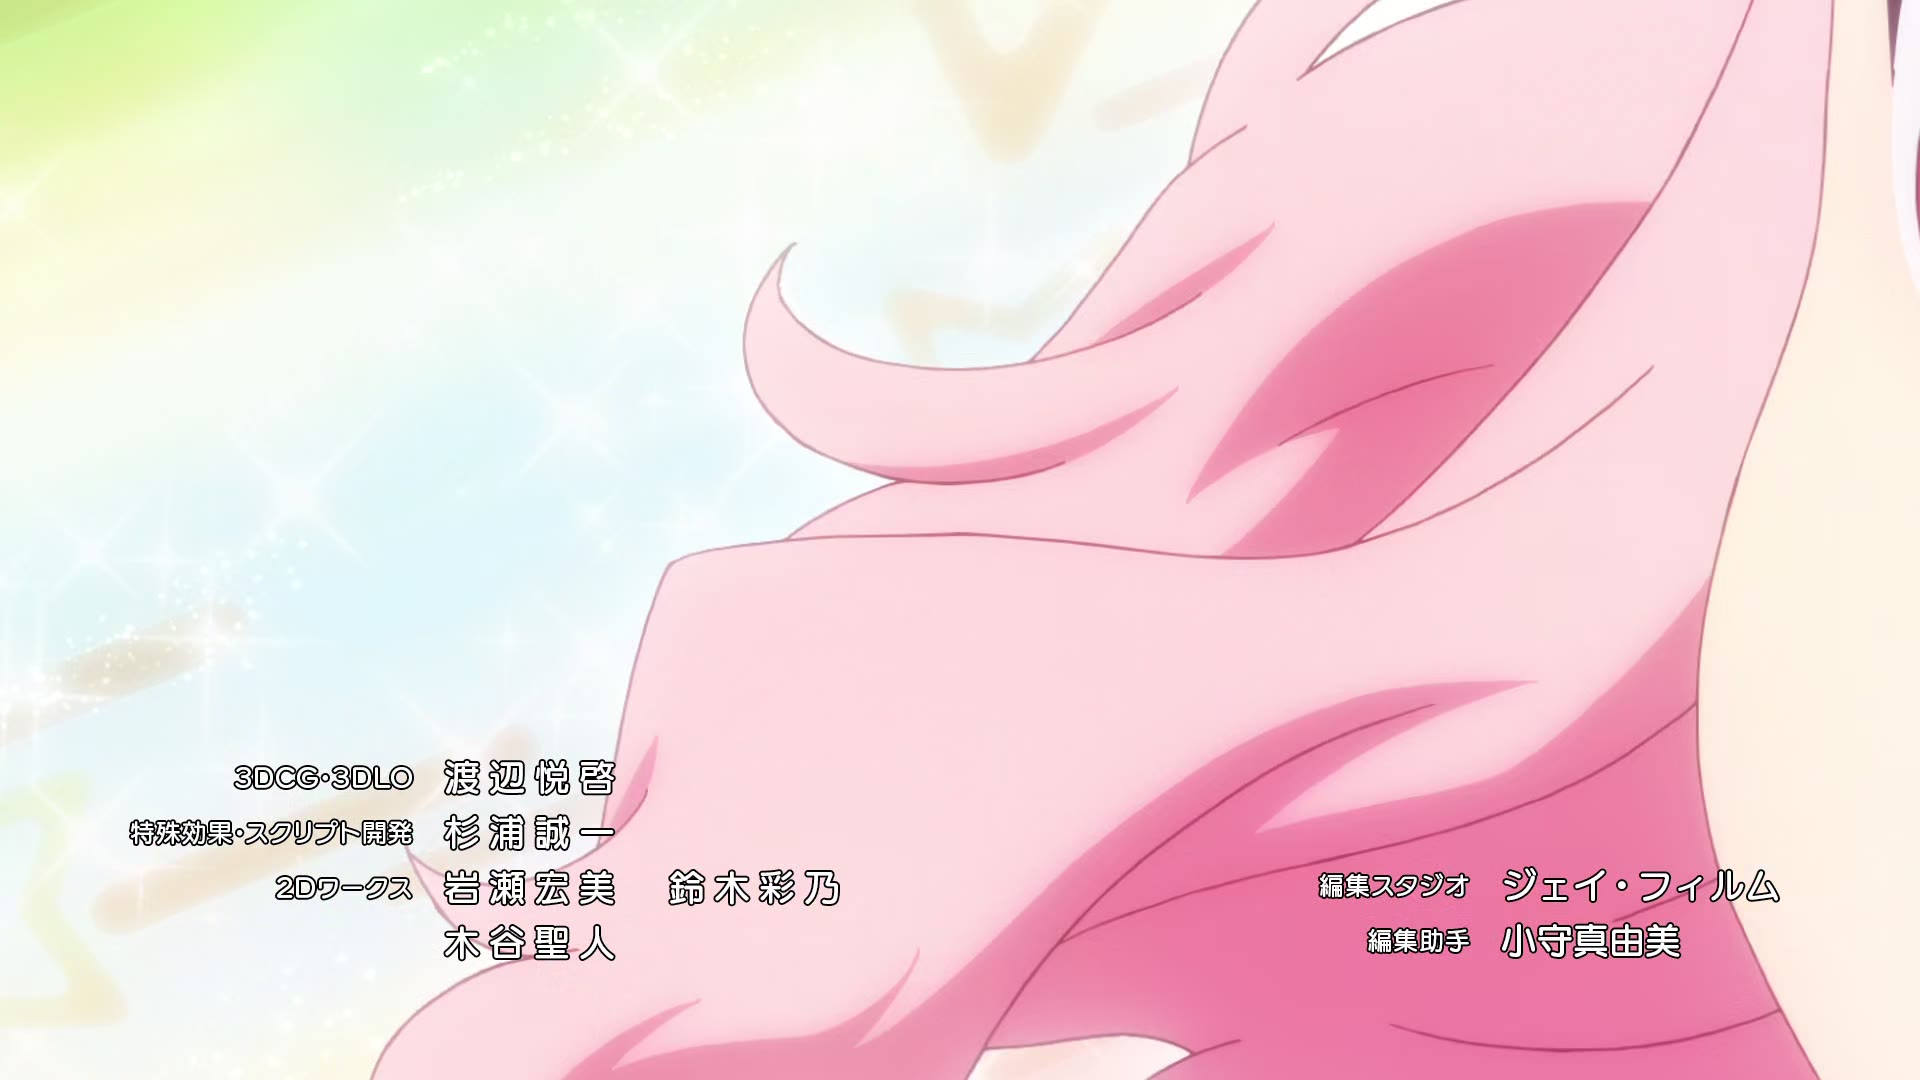 3DCG・3DLO 渡辺悦啓
特殊効果・スクリプト開発 杉浦誠一
2Dワークス 岩瀬宏美 鈴木彩乃
木谷聖人
編集スタジオ ジェイ・フィルム
編集助手 小守真由美